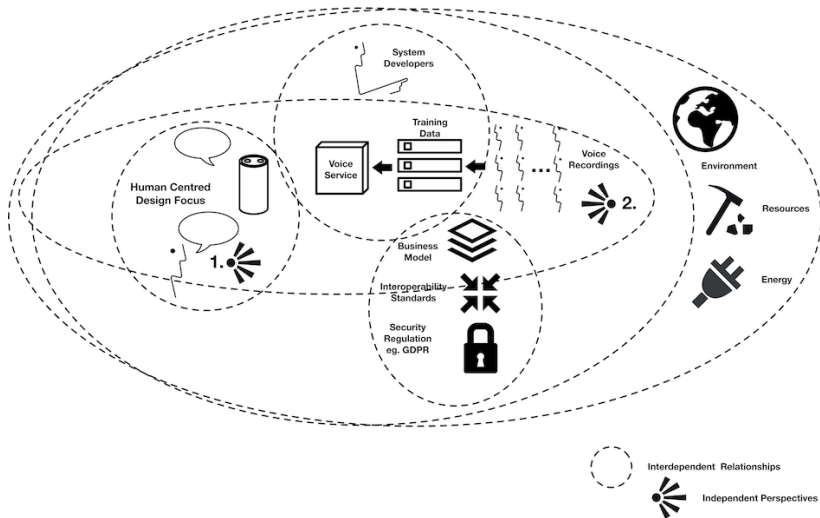 System
Developers
Training
Data
Voice
Service
Voice
Recordings
Human Centred
Design Focus
1.
2.
Business
Model
Interoperability
Standards
Security
Regulation
eg. GDPR
Environment
Resources
Energy
Interdependent Relationships
Independent Perspectives